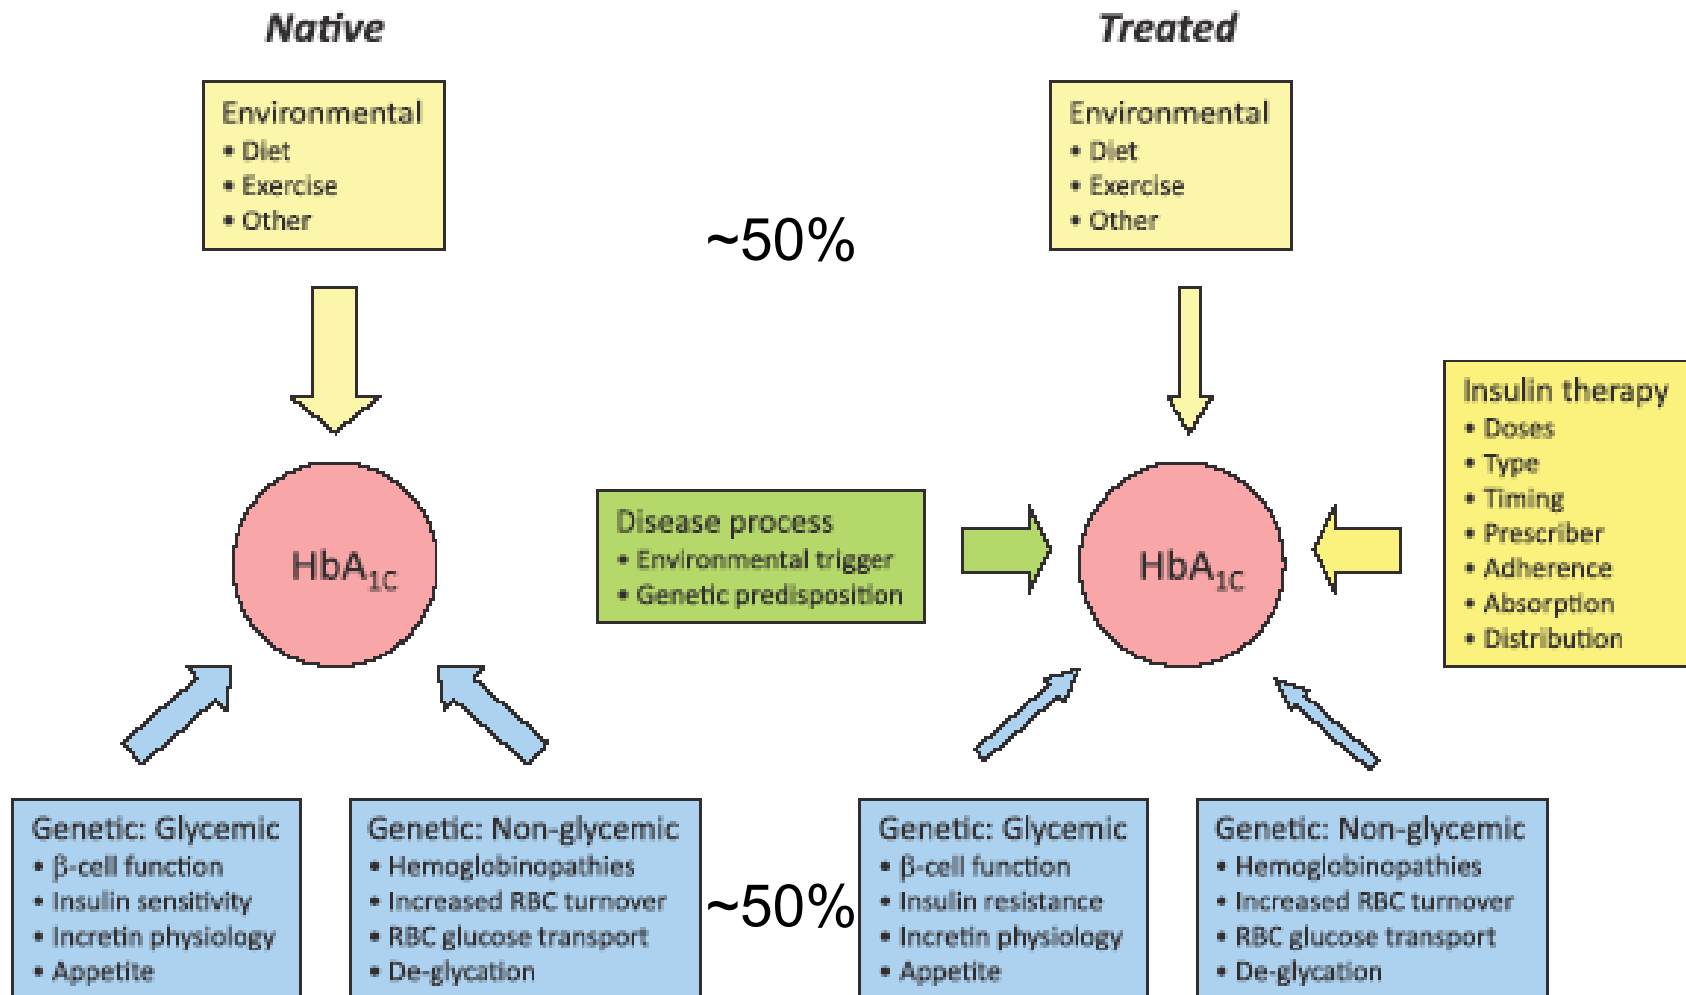 Native
Treated
Environmental
• Diet
• Exercise
• Other
~50%
Environmental
• Diet
• Exercise
• Other
Insulin therapy
• Doses
• Type
• Timing
• Prescriber
• Adherence
• Absorption
• Distribution
HbA1C
Disease process
• Environmental trigger
• Genetic predisposition
HbA1C
Genetic: Glycemic
• β-cell function
• Insulin sensitivity
• Incretin physiology
• Appetite
Genetic: Non-glycemic
• Hemoglobinopathies
• Increased RBC turnover
• RBC glucose transport
• De-glycation
~50%
Genetic: Glycemic
• β-cell function
• Insulin resistance
• Incretin physiology
• Appetite
Genetic: Non-glycemic
• Hemoglobinopathies
• Increased RBC turnover
• RBC glucose transport
• De-glycation